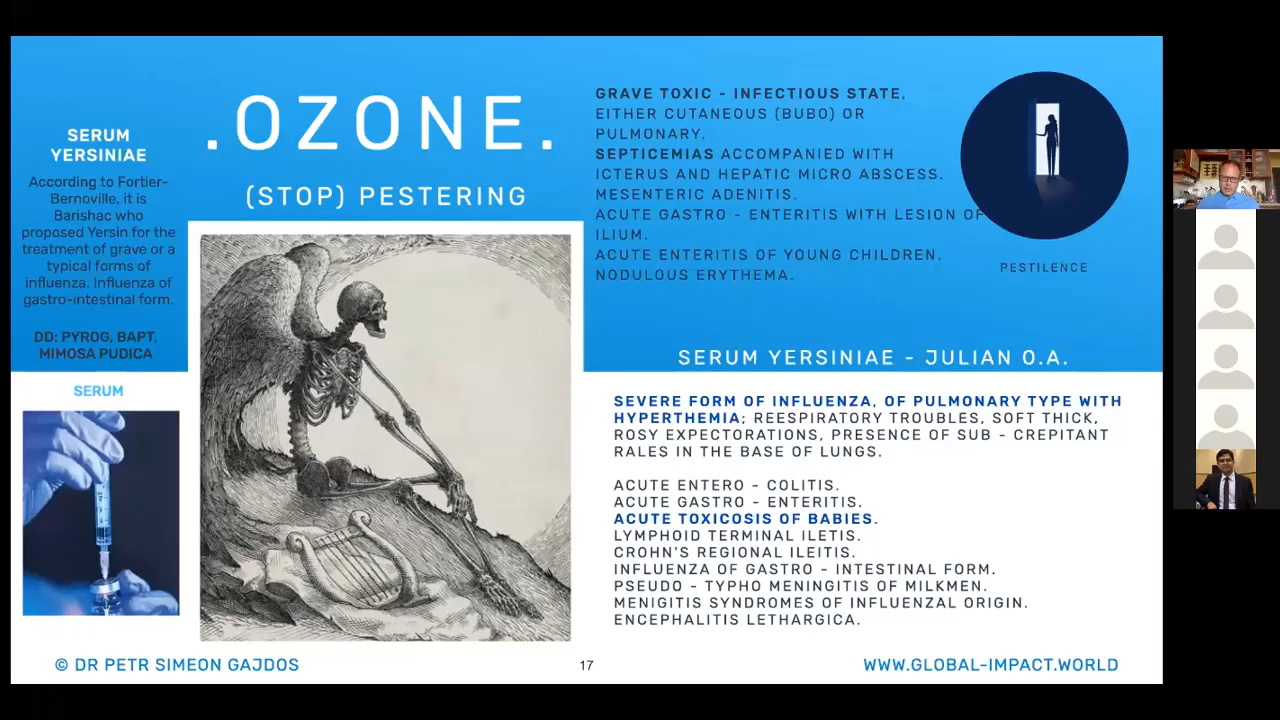 SERUM
YERSINIAE
According to Fortier-
Bernoville, it is
Barishac who
proposed Yersin for the
treatment of grave or a
typical forms of
influenza. Influenza of
gastro-intestinal form.
DD: PYROG, BAPT,
MIMOSA PUDICA
SERUM
.OZONE.
(STOP) PESTERING
GRAVE TOXIC - INFECTIOUS STATE,
EITHER CUTANEOUS (BUBO) OR
PULMONARY.
SEPTICEMIAS ACCOMPANIED WITH
ICTERUS AND HEPATIC MICRO ABSCESS.
MESENTERIC ADENITIS.
ACUTE GASTRO - ENTERITIS WITH LESION OF
ILIUM.
ACUTE ENTERITIS OF YOUNG CHILDREN,
NODULOUS ERYTHEMA.
PESTILENCE
SERUM YERSINIAE - JULIAN O.A.
SEVERE FORM OF INFLUENZA, OF PULMONARY TYPE WITH
HYPERTHEMIA; REESPIRATORY TROUBLES, SOFT THICK,
ROSY EXPECTORATIONS, PRESENCE OF SUB - CREPITANT
RALES IN THE BASE OF LUNGS.
ACUTE ENTERO - COLITIS.
ACUTE GASTRO - ENTERITIS.
ACUTE TOXICOSIS OF BABIES.
LYMPHOID TERMINAL ILETIS.
CROHN'S REGIONAL ILEITIS.
INFLUENZA OF GASTRO - INTESTINAL FORM.
PSEUDO - TYPHO MENINGITIS OF MILKMEN.
MENIGITIS SYNDROMES OF INFLUENZAL ORIGIN.
ENCEPHALITIS LETHARGICA.
© DR PETR SIMEON GAJDOS
17
WWW.GLOBAL-IMPACT.WORLD